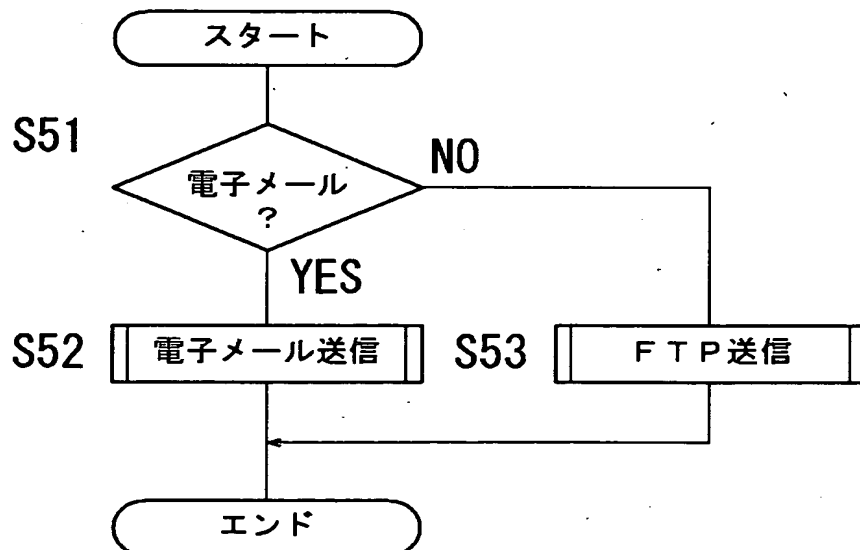 スタート
S51
電子メール
?
NO
YES
S52
電子メール送信
S53
FTP送信
エンド